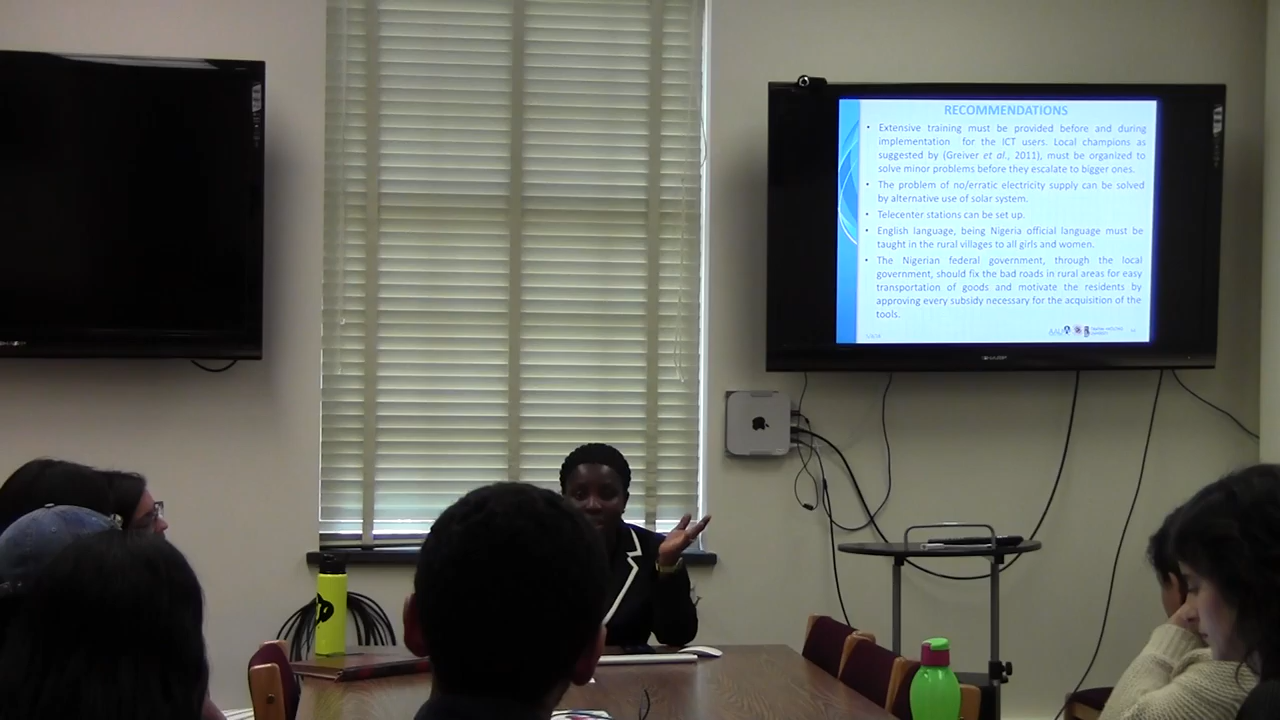 RECOMMENDATIONS
• Extensive training must be provided before and during
implementation for the ICT users. Local champions as
suggested by (Greiver et al., 2011), must be organized to
solve minor problems before they escalate to bigger ones.
• The problem of no/erratic electricity supply can be solved
by alternative use of solar system.
• Telecenter stations can be set up.
• English language, being Nigeria official language must be
taught in the rural villages to all girls and women.
• The Nigerian federal government, through the local
government, should fix the bad roads in rural areas for easy
transportation of goods and motivate the residents by
approving every subsidy necessary for the acquisition of the
tools.
SHARP